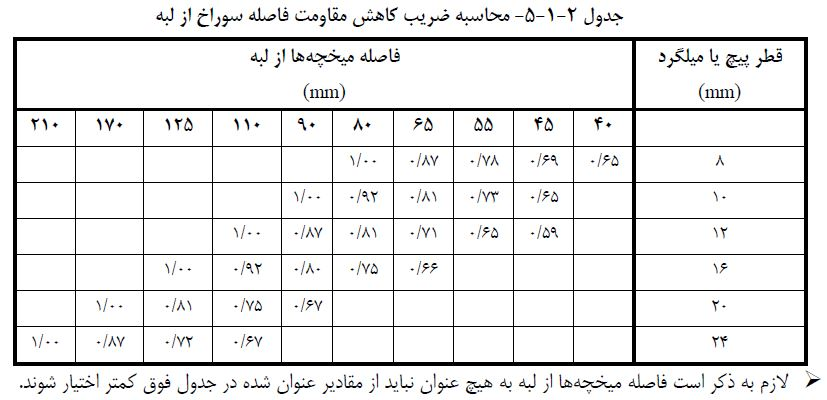 جدول ۲-۱-۵- محاسبه ضریب کاهش مقاومت فاصله سوراخ از لبه
قطر پیچ یا میلگرد (mm) فاصله میخچه‌ها از لبه (mm)
۴۰ ۴۵ ۵۵ ۶۵ ۸۰ ۹۰ ۱۱۰ ۱۲۵ ۱۷۰ ۲۱۰
۸ ۰/۶۵ ۰/۶۹ ۰/۷۸ ۰/۸۷ ۱/۰۰
۱۰ ۰/۶۵ ۰/۷۳ ۰/۸۱ ۰/۹۲ ۱/۰۰
۱۲ ۰/۵۹ ۰/۶۵ ۰/۷۱ ۰/۸۱ ۰/۸۷ ۱/۰۰
۱۶ ۰/۶۶ ۰/۷۵ ۰/۸۰ ۰/۹۲ ۱/۰۰
۲۰ ۰/۶۷ ۰/۷۵ ۰/۸۱ ۱/۰۰
۲۴ ۰/۶۷ ۰/۷۲ ۰/۸۷ ۱/۰۰
➢ لازم به ذکر است فاصله میخچه‌ها از لبه به هیچ عنوان نباید از مقادیر عنوان شده در جدول فوق کمتر اختیار شوند.